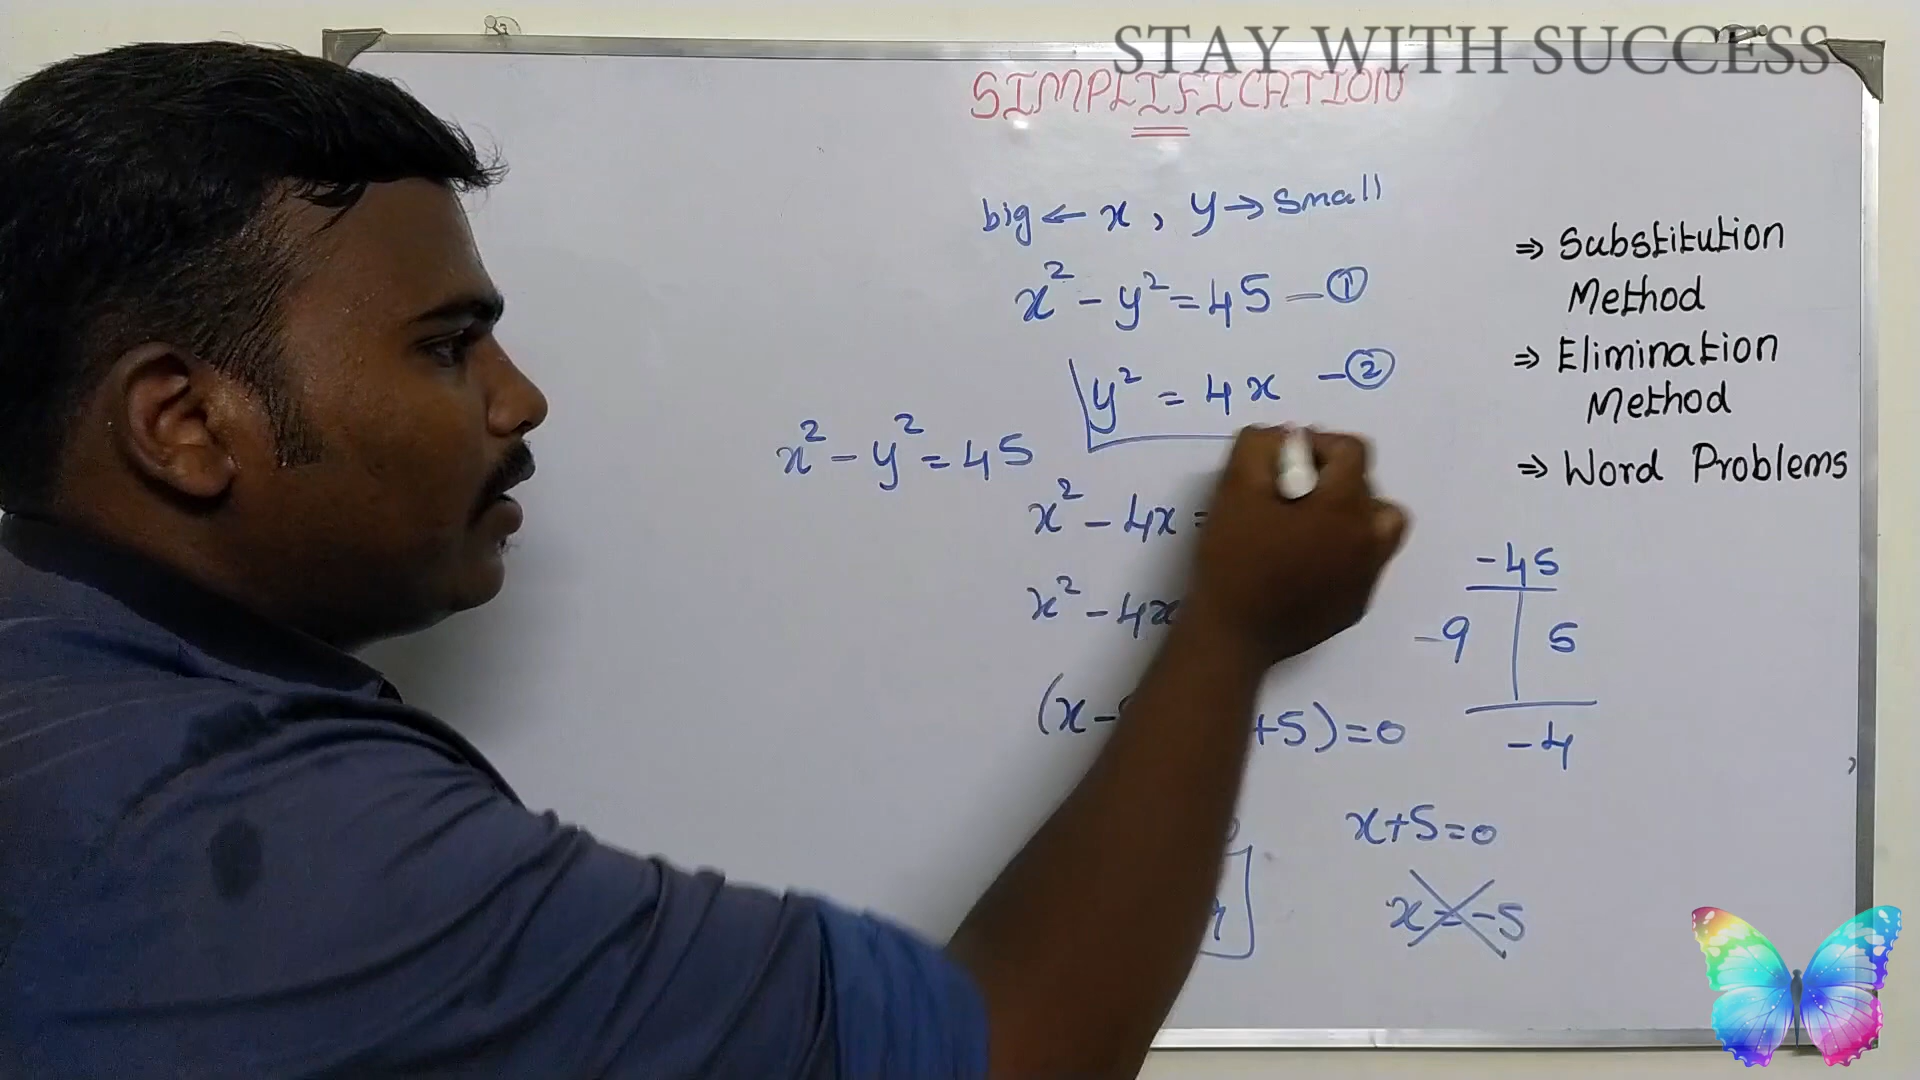 STAY WITH SUCCESS
SIMPLIFICATION
big ← x , y → small
x² - y² = 45 - ①
y² = 4x - ②
x² - y² = 45
x² - 4x =
x² - 4x
(x - +5) = 0
x+5=0
x = -5
⇒ Substitution
Method
⇒ Elimination
Method
⇒ Word Problems
-45
-9 5
-4